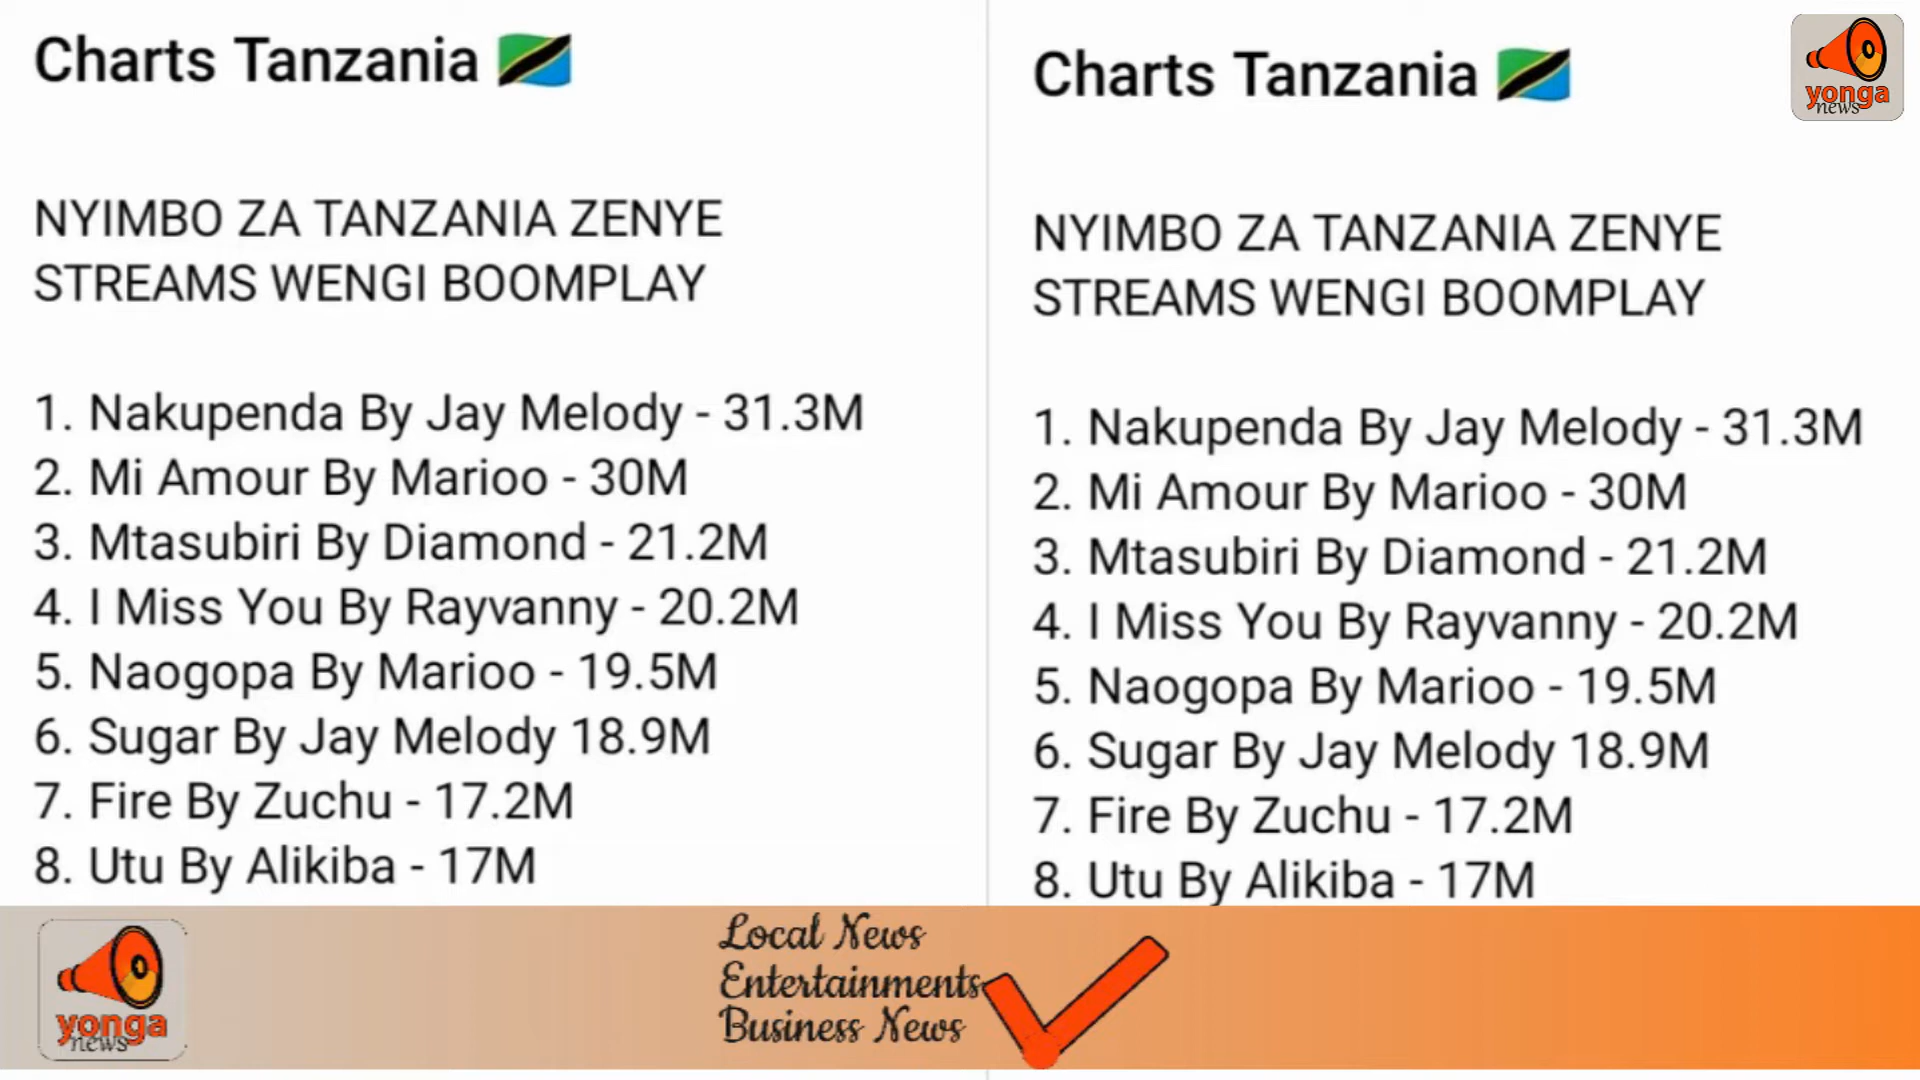 Charts Tanzania
NYIMBO ZA TANZANIA ZENYE
STREAMS WENGI BOOMPLAY
1. Nakupenda By Jay Melody - 31.3M
2. Mi Amour By Marioo - 30M
3. Mtasubiri By Diamond - 21.2M
4. I Miss You By Rayvanny - 20.2M
5. Naogopa By Marioo - 19.5M
6. Sugar By Jay Melody 18.9M
7. Fire By Zuchu - 17.2M
8. Utu By Alikiba - 17M
Charts Tanzania
NYIMBO ZA TANZANIA ZENYE
STREAMS WENGI BOOMPLAY
1. Nakupenda By Jay Melody - 31.3M
2. Mi Amour By Marioo - 30M
3. Mtasubiri By Diamond - 21.2M
4. I Miss You By Rayvanny - 20.2M
5. Naogopa By Marioo - 19.5M
6. Sugar By Jay Melody 18.9M
7. Fire By Zuchu - 17.2M
8. Utu By Alikiba - 17M
yonga
news
yonga
news
Local News
Entertainments
Business News